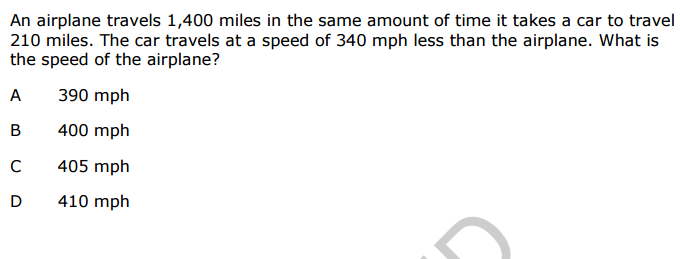 An airplane travels 1,400 miles in the same amount of time it takes a car to travel
210 miles. The car travels at a speed of 340 mph less than the airplane. What is
the speed of the airplane?
A 390 mph
B 400 mph
C 405 mph
D 410 mph